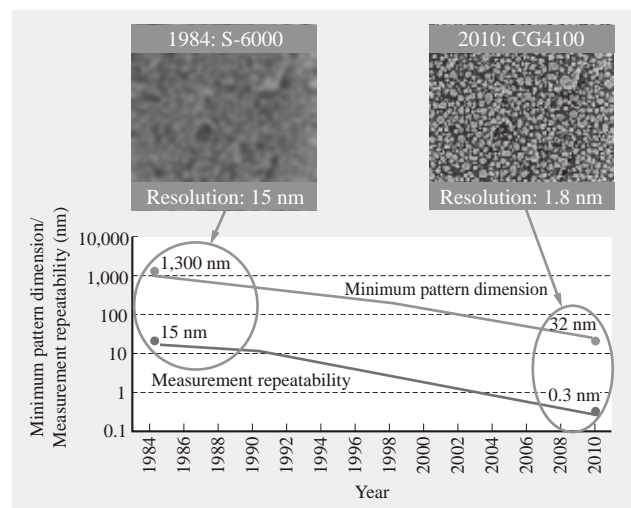 1984: S-6000
2010: CG4100
Resolution: 15 nm
Resolution: 1.8 nm
Minimum pattern dimension/
Measurement repeatability (nm)
10,000
1,000
100
10
1
0.1
1,300 nm
Minimum pattern dimension
32 nm
15 nm
Measurement repeatability
0.3 nm
1984 1986 1988 1990 1992 1994 1996 1998 2000 2002 2004 2006 2008 2010
Year